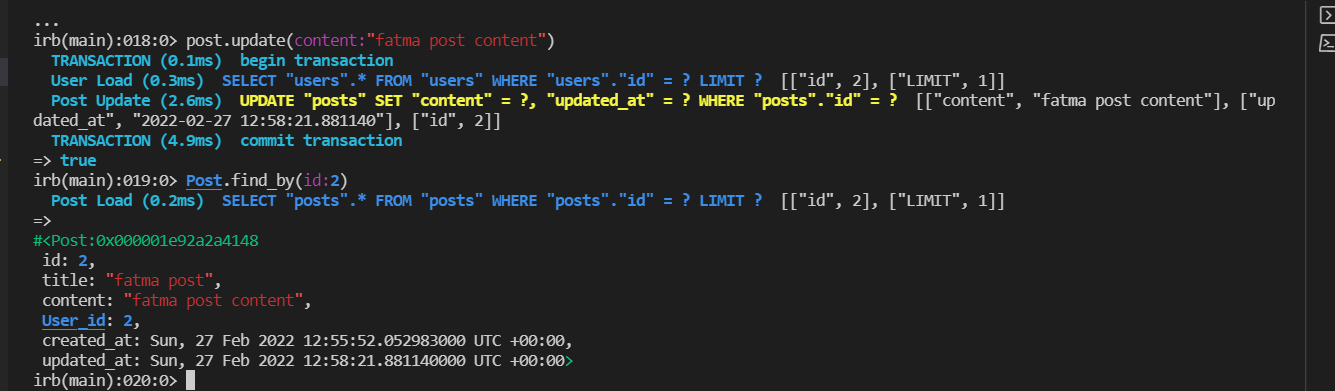 ...
irb(main):018:0> post.update(content:"fatma post content")
  TRANSACTION (0.1ms)  begin transaction
  User Load (0.3ms)  SELECT "users".* FROM "users" WHERE "users"."id" = ? LIMIT ?  [["id", 2], ["LIMIT", 1]]
  Post Update (2.6ms)  UPDATE "posts" SET "content" = ?, "updated_at" = ? WHERE "posts"."id" = ?  [["content", "fatma post content"], ["up
dated_at", "2022-02-27 12:58:21.881140"], ["id", 2]]
  TRANSACTION (4.9ms)  commit transaction
=> true
irb(main):019:0> Post.find_by(id:2)
  Post Load (0.2ms)  SELECT "posts".* FROM "posts" WHERE "posts"."id" = ? LIMIT ?  [["id", 2], ["LIMIT", 1]]
=>
#<Post:0x000001e92a2a4148
 id: 2,
 title: "fatma post",
 content: "fatma post content",
 User_id: 2,
 created_at: Sun, 27 Feb 2022 12:55:52.052983000 UTC +00:00,
 updated_at: Sun, 27 Feb 2022 12:58:21.881140000 UTC +00:00>
irb(main):020:0>